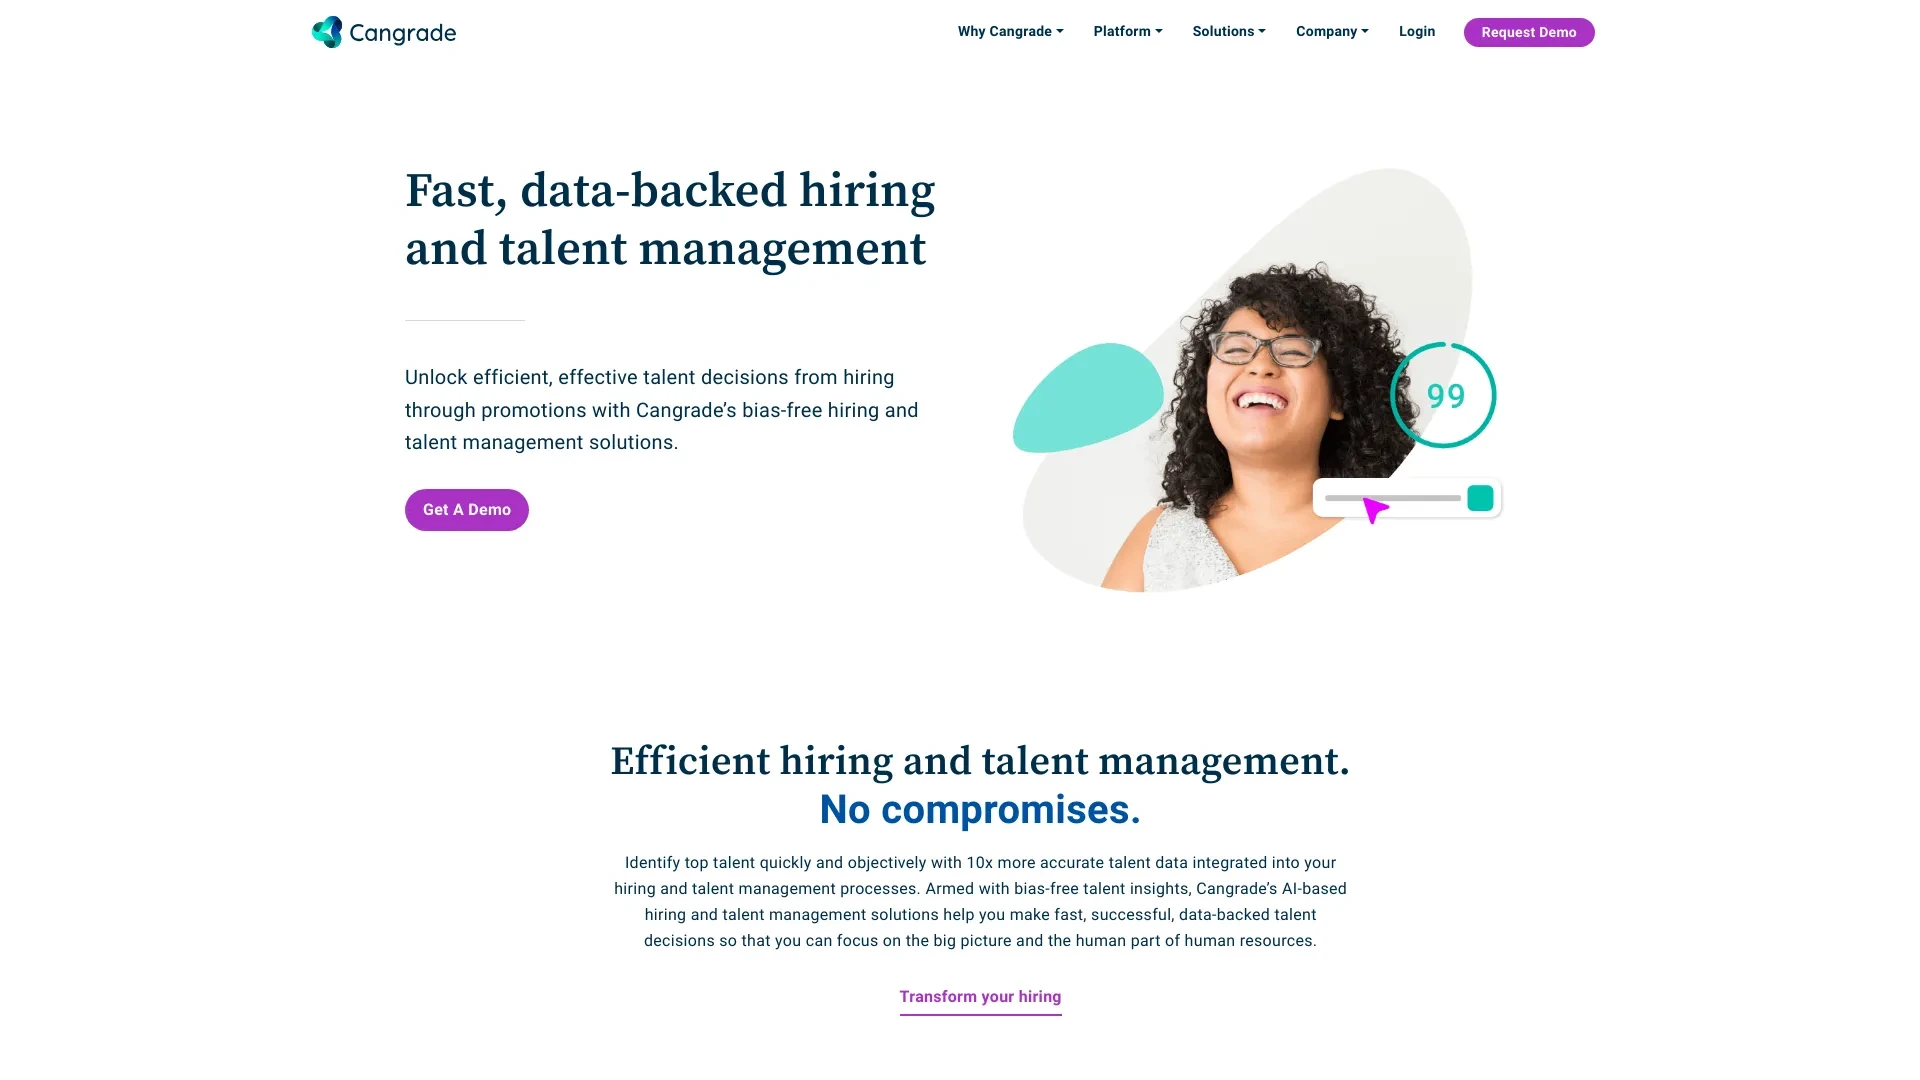 Cangrade
Why Cangrade
Platform
Solutions
Company
Login
Request Demo
Fast, data-backed hiring
and talent management
Unlock efficient, effective talent decisions from hiring
through promotions with Cangrade’s bias-free hiring and
talent management solutions.
Get A Demo
99
Efficient hiring and talent management.
No compromises.
Identify top talent quickly and objectively with 10x more accurate talent data integrated into your
hiring and talent management processes. Armed with bias-free talent insights, Cangrade’s AI-based
hiring and talent management solutions help you make fast, successful, data-backed talent
decisions so that you can focus on the big picture and the human part of human resources.
Transform your hiring